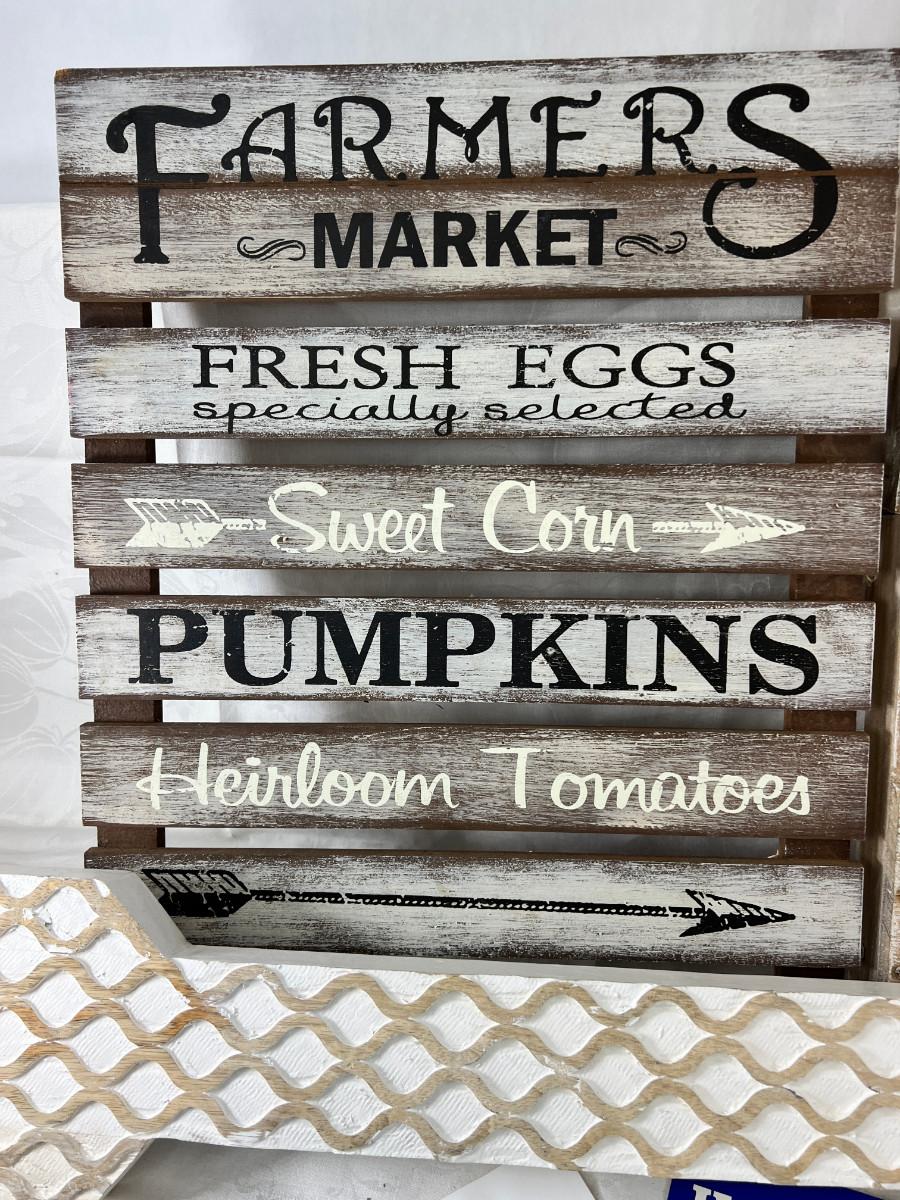 FARMERS
MARKET
FRESH EGGS
specially selected
Sweet Corn
PUMPKINS
Heirloom Tomatoes